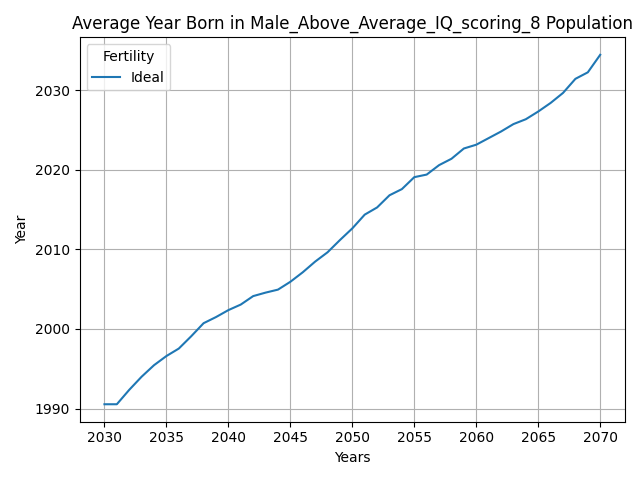 Average Year Born in Male_Above_Average_IQ_scoring_8 Population
Fertility
Ideal
Year
2030
2020
2010
2000
1990
2030 2035 2040 2045 2050 2055 2060 2065 2070
Years